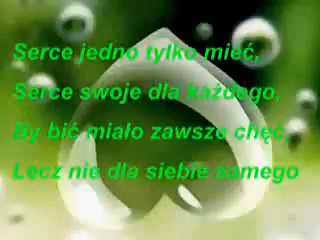 Serce jedno tylko mieć,
Serce swoje dla każdego,
By bić miało zawsze chęć,
Lecz nie dla siebie samego